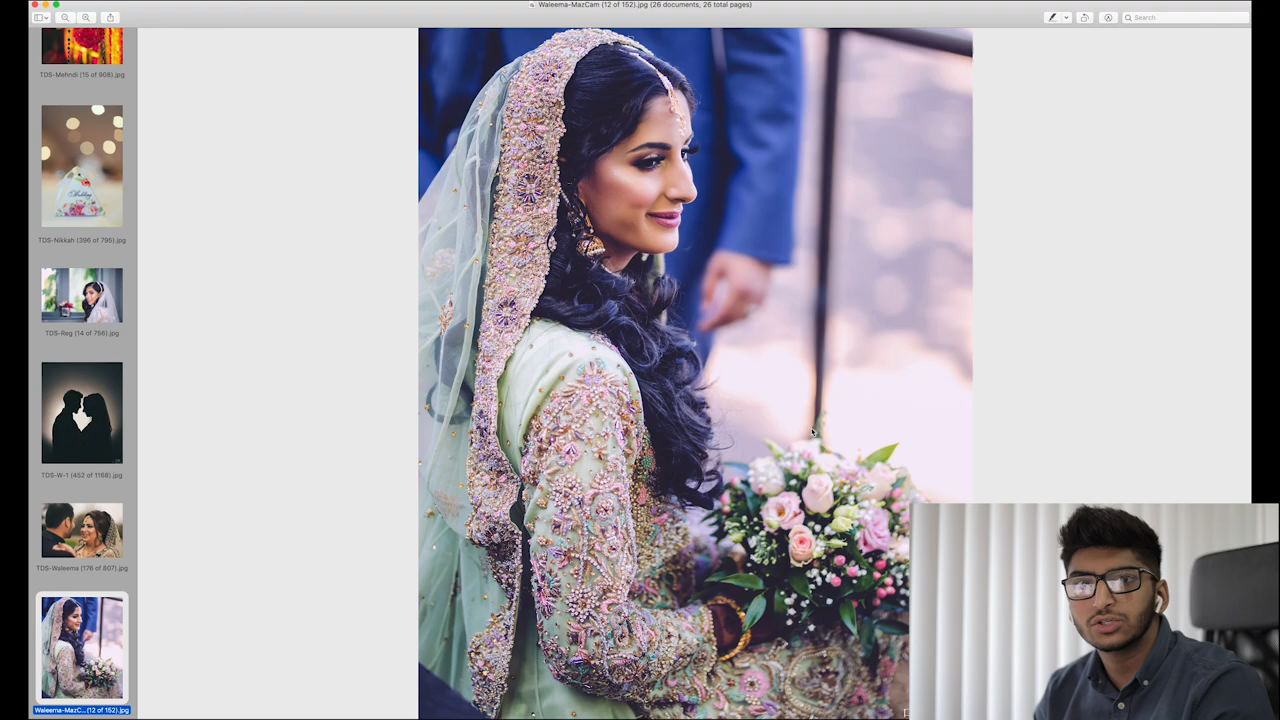 Waleema-MazCam (12 of 152).jpg (26 documents, 26 total pages)
Search
TDS-Mehndi (15 of 908).jpg
TDS-Nikkah (396 of 795).jpg
TDS-Reg (14 of 756).jpg
TDS-W-1 (452 of 1168).jpg
TDS-Waleema (176 of 807).jpg
Waleema-MazC...(12 of 152).jpg